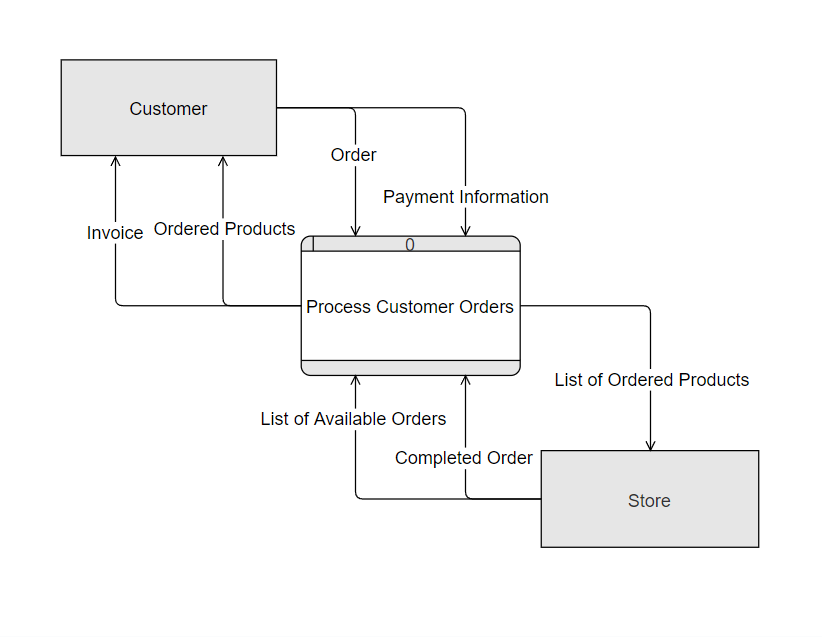 Customer
Order
Payment Information
Invoice
Ordered Products
0
Process Customer Orders
List of Ordered Products
List of Available Orders
Completed Order
Store